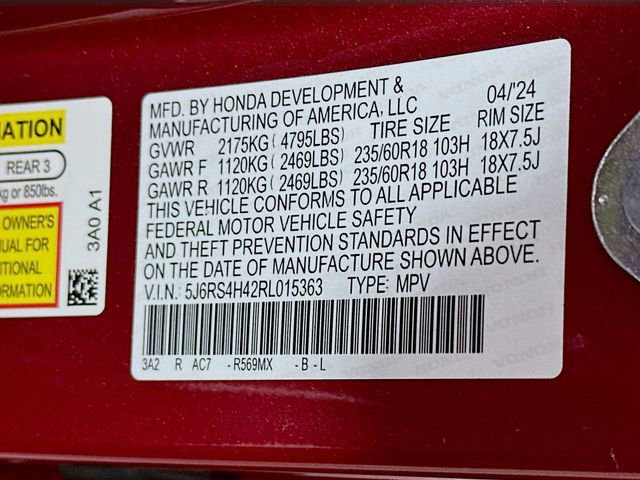 MATION
REAR 3
kg or 850lbs.
OWNER'S
UAL FOR
TIONAL
ORMATION
3A0 A1
MFD. BY HONDA DEVELOPMENT &
MANUFACTURING OF AMERICA, LLC 04/'24
GVWR 2175KG ( 4795LBS) TIRE SIZE RIM SIZE
GAWR F 1120KG ( 2469LBS) 235/60R18 103H 18X7.5J
GAWR R 1120KG ( 2469LBS) 235/60R18 103H 18X7.5J
THIS VEHICLE CONFORMS TO ALL APPLICABLE
FEDERAL MOTOR VEHICLE SAFETY
AND THEFT PREVENTION STANDARDS IN EFFECT
ON THE DATE OF MANUFACTURE SHOWN ABOVE.
V.I.N.: 5J6RS4H42RL015363 TYPE: MPV
3A2 R AC7 - R569MX - B - L